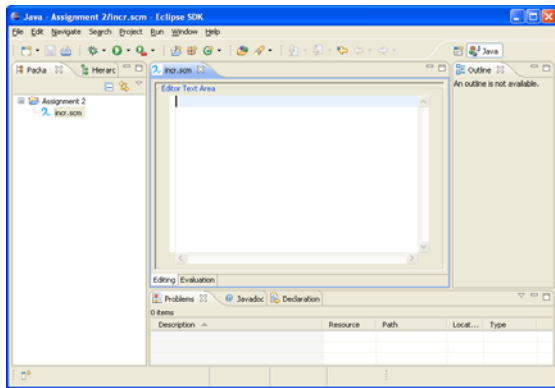 Java - Assignment 2/incr.scm - Eclipse SDK
File Edit Navigate Search Project Run Window Help
Java
Packa
Hierarc
incr.scm
Outline
Editor Text Area
An outline is not available.
Assignment 2
incr.scm
Editing Evaluation
Problems Javadoc Declaration
0 items
Description Resource Path Locat... Type